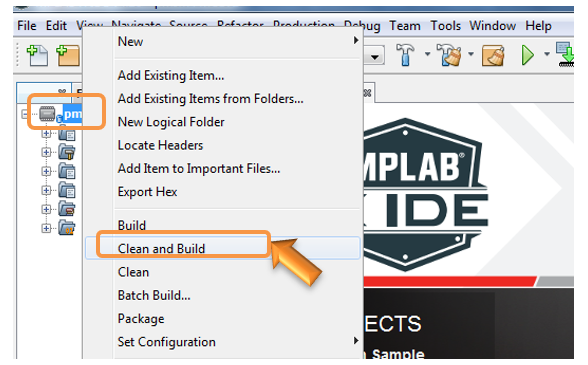 File Edit View Navigate Source Refactor Production Debug Team Tools Window Help
New
Add Existing Item...
Add Existing Items from Folders...
New Logical Folder
Locate Headers
Add Item to Important Files...
Export Hex
Build
Clean and Build
Clean
Batch Build...
Package
Set Configuration
pm
MPLAB®
IDE
ECTS
Sample